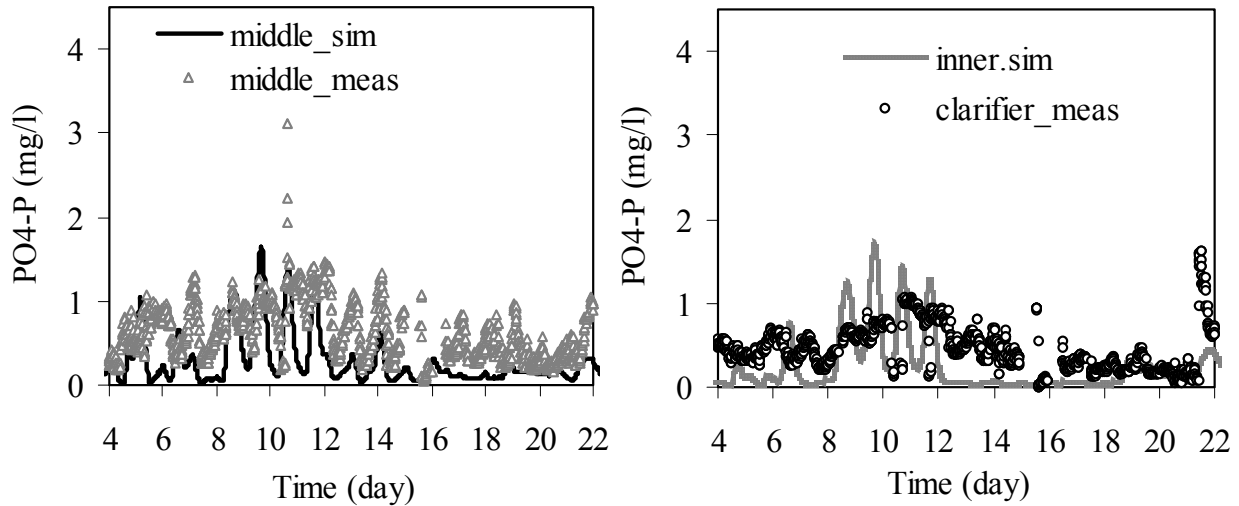 4
3
2
1
0
PO4-P (mg/l)
middle_sim
middle_meas
4 6 8 10 12 14 16 18 20 22
Time (day)
4
3
2
1
0
PO4-P (mg/l)
inner.sim
clarifier_meas
4 6 8 10 12 14 16 18 20 22
Time (day)